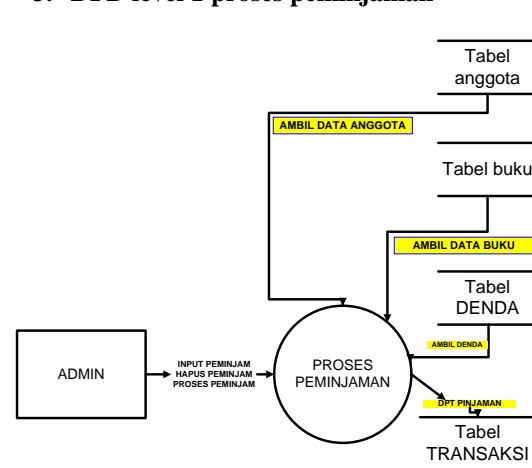 Tabel
anggota
AMBIL DATA ANGGOTA
Tabel buku
AMBIL DATA BUKU
Tabel
DENDA
AMBIL DENDA
ADMIN
INPUT PEMINJAM
HAPUS PEMINJAM
PROSES PEMINJAM
PROSES
PEMINJAMAN
DPT PINJAMAN
Tabel
TRANSAKSI